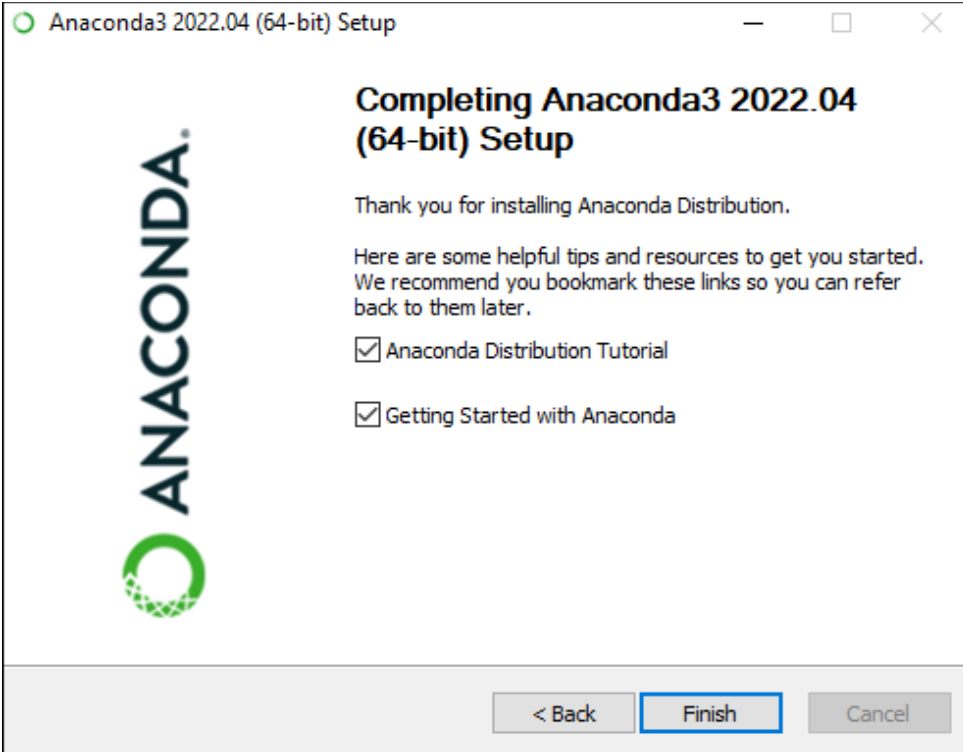 Anaconda3 2022.04 (64-bit) Setup
ANACONDA.
Completing Anaconda3 2022.04
(64-bit) Setup
Thank you for installing Anaconda Distribution.
Here are some helpful tips and resources to get you started.
We recommend you bookmark these links so you can refer
back to them later.
Anaconda Distribution Tutorial
Getting Started with Anaconda
< Back
Finish
Cancel